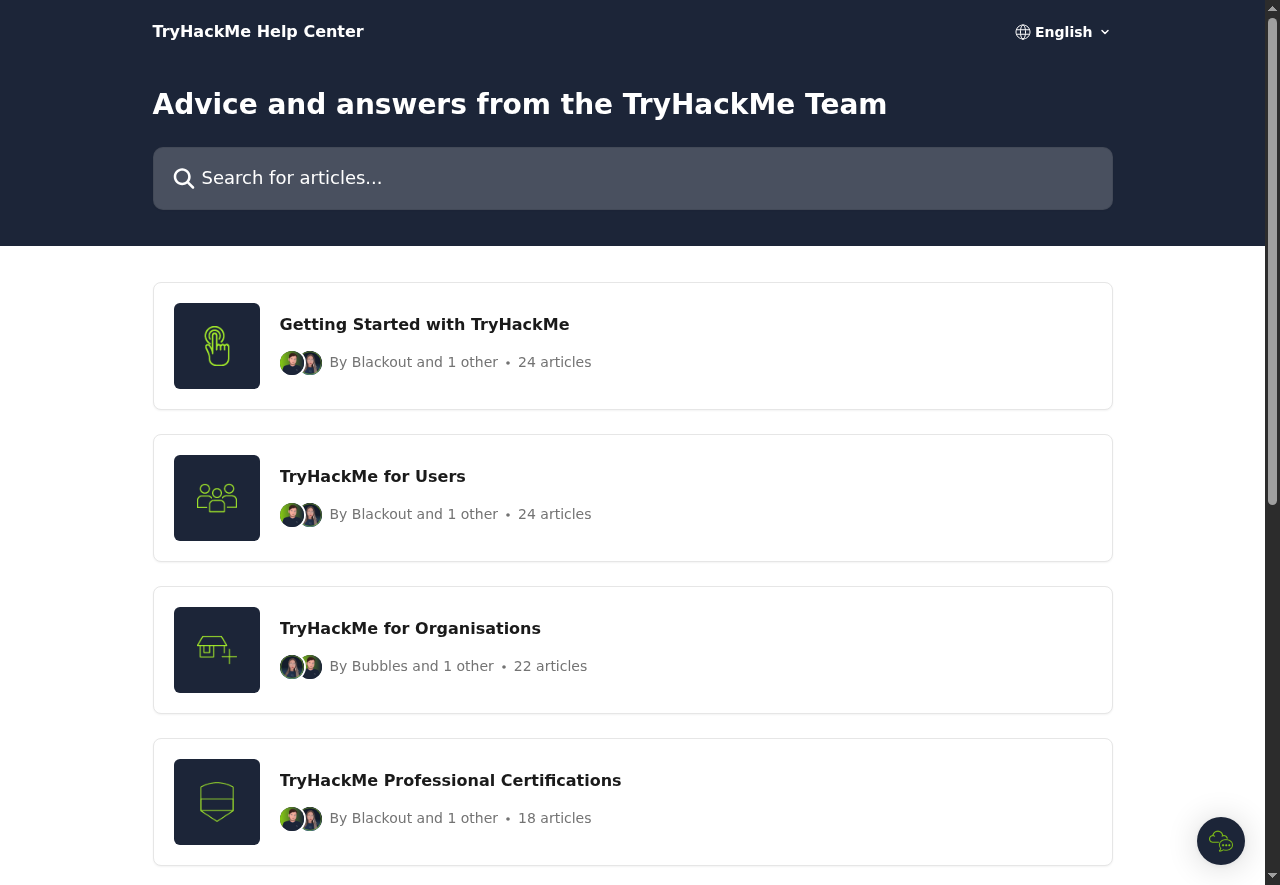 TryHackMe Help Center
English
Advice and answers from the TryHackMe Team
Search for articles...
Getting Started with TryHackMe
By Blackout and 1 other • 24 articles
TryHackMe for Users
By Blackout and 1 other • 24 articles
TryHackMe for Organisations
By Bubbles and 1 other • 22 articles
TryHackMe Professional Certifications
By Blackout and 1 other • 18 articles